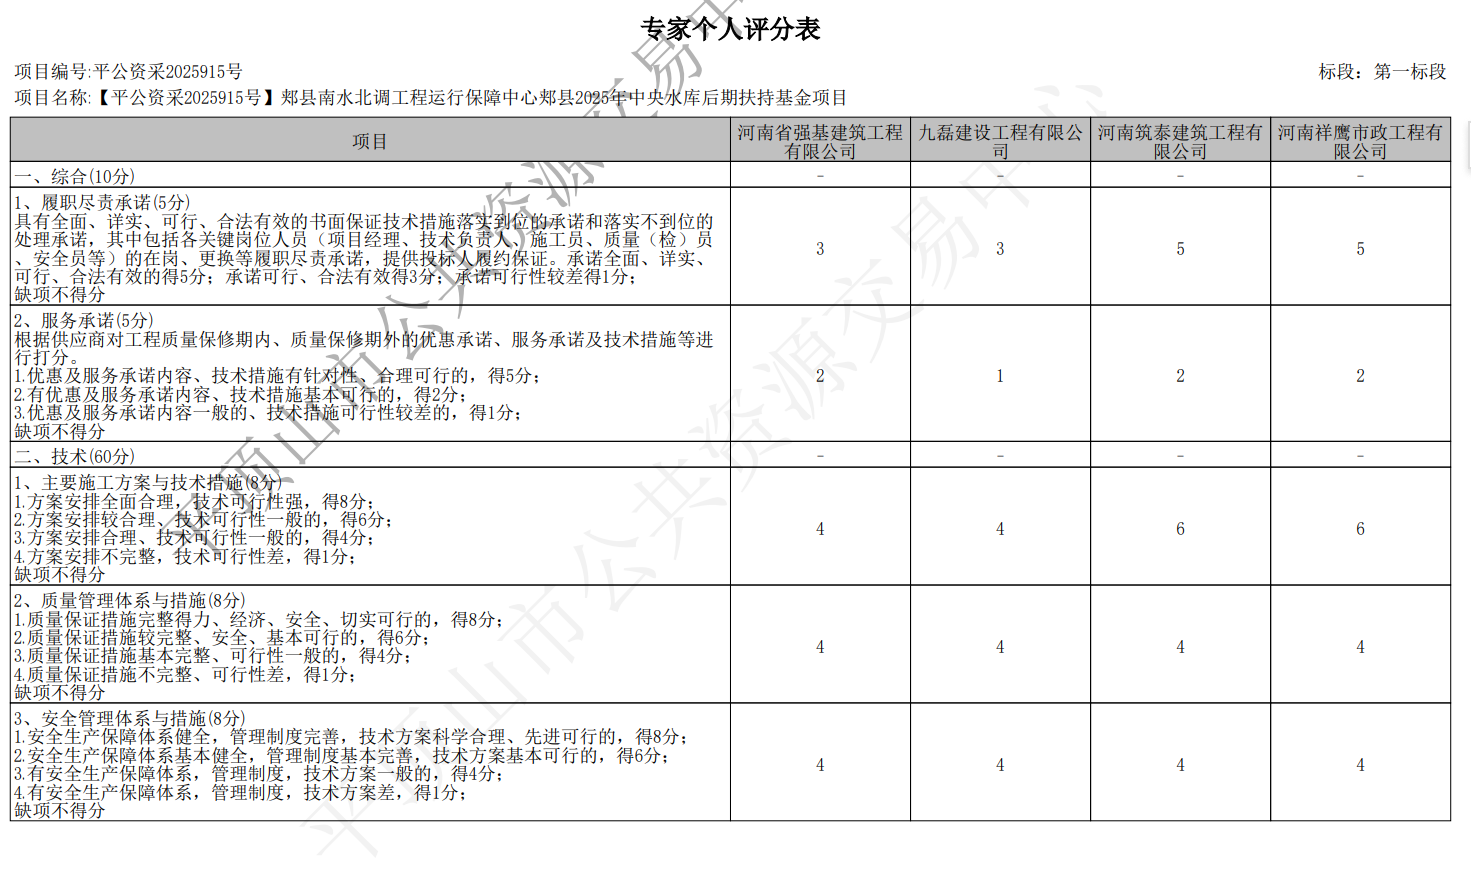 专家个人评分表
项目编号:平公资采2025915号
标段：第一标段
项目名称:【平公资采2025915号】郏县南水北调工程运行保障中心郏县2025年中央水库后期扶持基金项目
项目
河南省强基建筑工程
有限公司
九磊建设工程有限公
司
河南筑泰建筑工程有
限公司
河南祥鹰市政工程有
限公司
一、综合(10分)
-
-
-
-
1、履职尽责承诺(5分)
具有全面、详实、可行、合法有效的书面保证技术措施落实到位的承诺和落实不到位的
处理承诺，其中包括各关键岗位人员（项目经理、技术负责人、施工员、质量（检）员
、安全员等）的在岗、更换等履职尽责承诺，提供投标人履约保证。承诺全面、详实、
可行、合法有效的得5分；承诺可行、合法有效得3分；承诺可行性较差得1分；
缺项不得分
3
3
5
5
2、服务承诺(5分)
根据供应商对工程质量保修期内、质量保修期外的优惠承诺、服务承诺及技术措施等进
行打分。
1.优惠及服务承诺内容、技术措施有针对性、合理可行的，得5分；
2.有优惠及服务承诺内容、技术措施基本可行的，得2分；
3.优惠及服务承诺内容一般的、技术措施可行性较差的，得1分；
缺项不得分
2
1
2
2
二、技术(60分)
-
-
-
-
1、主要施工方案与技术措施(8分)
1.方案安排全面合理，技术可行性强，得8分；
2.方案安排较合理、技术可行性一般的，得6分；
3.方案安排合理、技术可行性一般的，得4分；
4.方案安排不完整，技术可行性差，得1分；
缺项不得分
4
4
6
6
2、质量管理体系与措施(8分)
1.质量保证措施完整得力、经济、安全、切实可行的，得8分；
2.质量保证措施较完整、安全、基本可行的，得6分；
3.质量保证措施基本完整、可行性一般的，得4分；
4.质量保证措施不完整、可行性差，得1分；
缺项不得分
4
4
4
4
3、安全管理体系与措施(8分)
1.安全生产保障体系健全，管理制度完善，技术方案科学合理、先进可行的，得8分；
2.安全生产保障体系基本健全，管理制度基本完善，技术方案基本可行的，得6分；
3.有安全生产保障体系，管理制度，技术方案一般的，得4分；
4.有安全生产保障体系，管理制度，技术方案差，得1分；
缺项不得分
4
4
4
4
平顶山市公共资源交易中
平顶山市公共资源交易中心